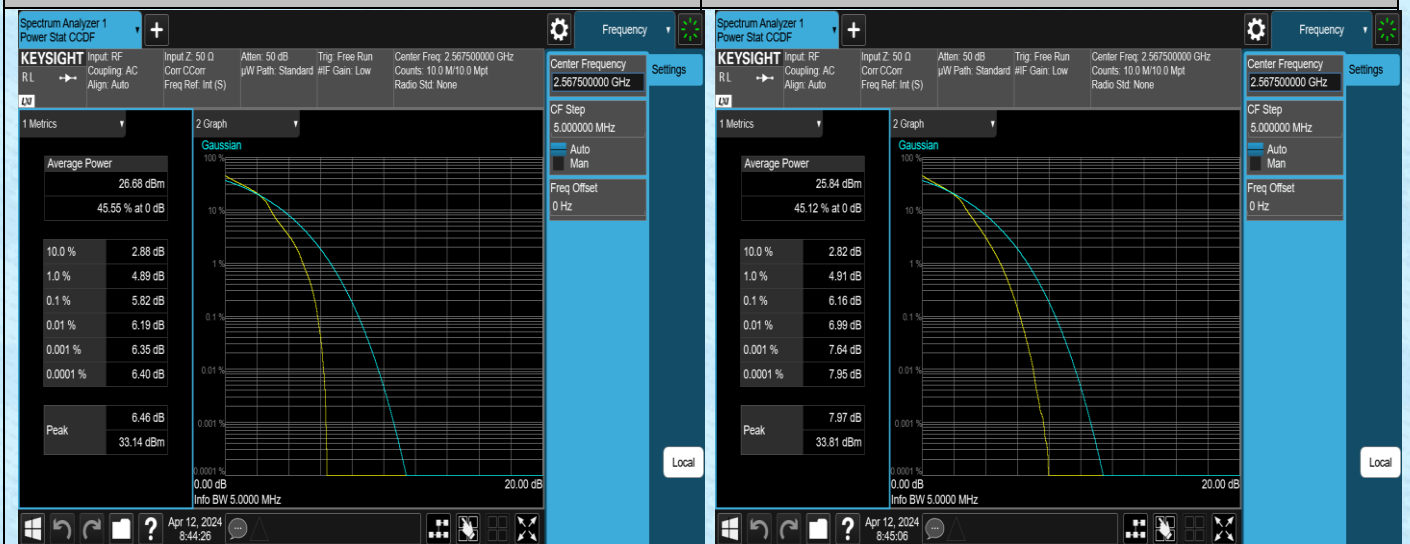 Spectrum Analyzer 1
Power Stat CCDF
+
Frequency
KEYSIGHT
R L
LXI
Input: RF
Coupling: AC
Align: Auto
Input Z: 50 Ω
Corr CCorr
Freq Ref: Int (S)
Atten: 50 dB
µW Path: Standard
Trig: Free Run
#IF Gain: Low
Center Freq: 2.567500000 GHz
Counts: 10.0 M/10.0 Mpt
Radio Std: None
Center Frequency
2.567500000 GHz
Settings
CF Step
5.000000 MHz
Auto
Man
Freq Offset
0 Hz
1 Metrics
Average Power
26.68 dBm
45.55 % at 0 dB
10.0 % 2.88 dB
1.0 % 4.89 dB
0.1 % 5.82 dB
0.01 % 6.19 dB
0.001 % 6.35 dB
0.0001 % 6.40 dB
Peak
6.46 dB
33.14 dBm
2 Graph
Gaussian
100 %
10 %
1 %
0.1 %
0.01 %
0.001 %
0.0001 %
0.00 dB 20.00 dB
Info BW 5.0000 MHz
Local
?
Apr 12, 2024
8:44:26
Spectrum Analyzer 1
Power Stat CCDF
+
Frequency
KEYSIGHT
R L
LXI
Input: RF
Coupling: AC
Align: Auto
Input Z: 50 Ω
Corr CCorr
Freq Ref: Int (S)
Atten: 50 dB
µW Path: Standard
Trig: Free Run
#IF Gain: Low
Center Freq: 2.567500000 GHz
Counts: 10.0 M/10.0 Mpt
Radio Std: None
Center Frequency
2.567500000 GHz
Settings
CF Step
5.000000 MHz
Auto
Man
Freq Offset
0 Hz
1 Metrics
Average Power
25.84 dBm
45.12 % at 0 dB
10.0 % 2.82 dB
1.0 % 4.91 dB
0.1 % 6.16 dB
0.01 % 6.99 dB
0.001 % 7.64 dB
0.0001 % 7.95 dB
Peak
7.97 dB
33.81 dBm
2 Graph
Gaussian
100 %
10 %
1 %
0.1 %
0.01 %
0.001 %
0.0001 %
0.00 dB 20.00 dB
Info BW 5.0000 MHz
Local
?
Apr 12, 2024
8:45:06